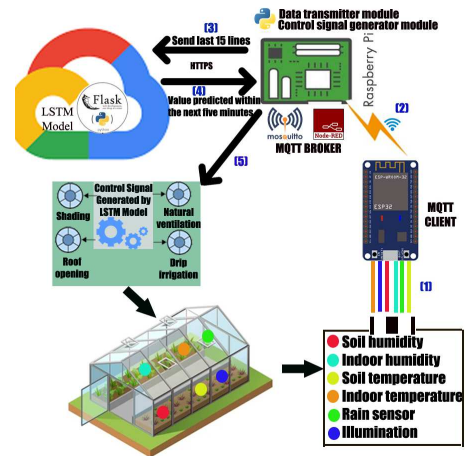 Data transmitter module
Control signal generator module
(3)
Send last 15 lines
HTTPS
(4)
Value predicted within
the next five minutes
LSTM
Model
Flask
python
Raspberry Pi
(2)
mosquitto
Node-RED
MQTT BROKER
(5)
MQTT
CLIENT
ESP32
(1)
Control Signal
Generated by
LSTM Model
Shading
Natural
ventilation
Roof
opening
Drip
irrigation
Soil humidity
Indoor humidity
Soil temperature
Indoor temperature
Rain sensor
Illumination